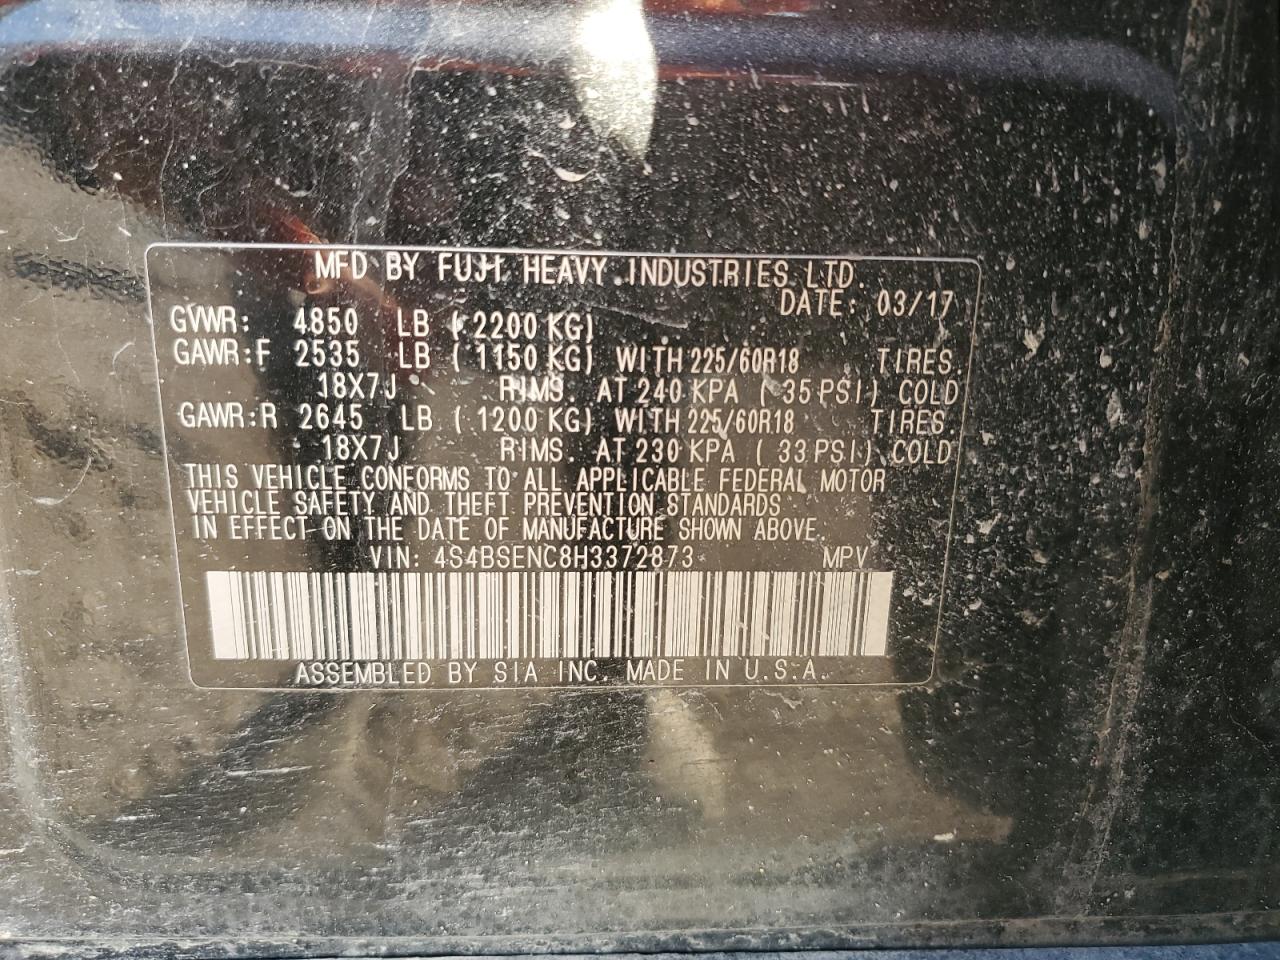 MFD BY FUJI HEAVY INDUSTRIES LTD.
DATE: 03/17
GVWR: 4850 LB ( 2200 KG)
GAWR:F 2535 LB ( 1150 KG) WITH 225/60R18 TIRES.
18X7J RIMS. AT 240 KPA ( 35 PSI) COLD
GAWR:R 2645 LB ( 1200 KG) WITH 225/60R18 TIRES
18X7J RIMS. AT 230 KPA ( 33 PSI) COLD
THIS VEHICLE CONFORMS TO ALL APPLICABLE FEDERAL MOTOR
VEHICLE SAFETY AND THEFT PREVENTION STANDARDS
IN EFFECT ON THE DATE OF MANUFACTURE SHOWN ABOVE.
VIN: 4S4BSENC8H3372873 MPV
ASSEMBLED BY SIA INC. MADE IN U.S.A.